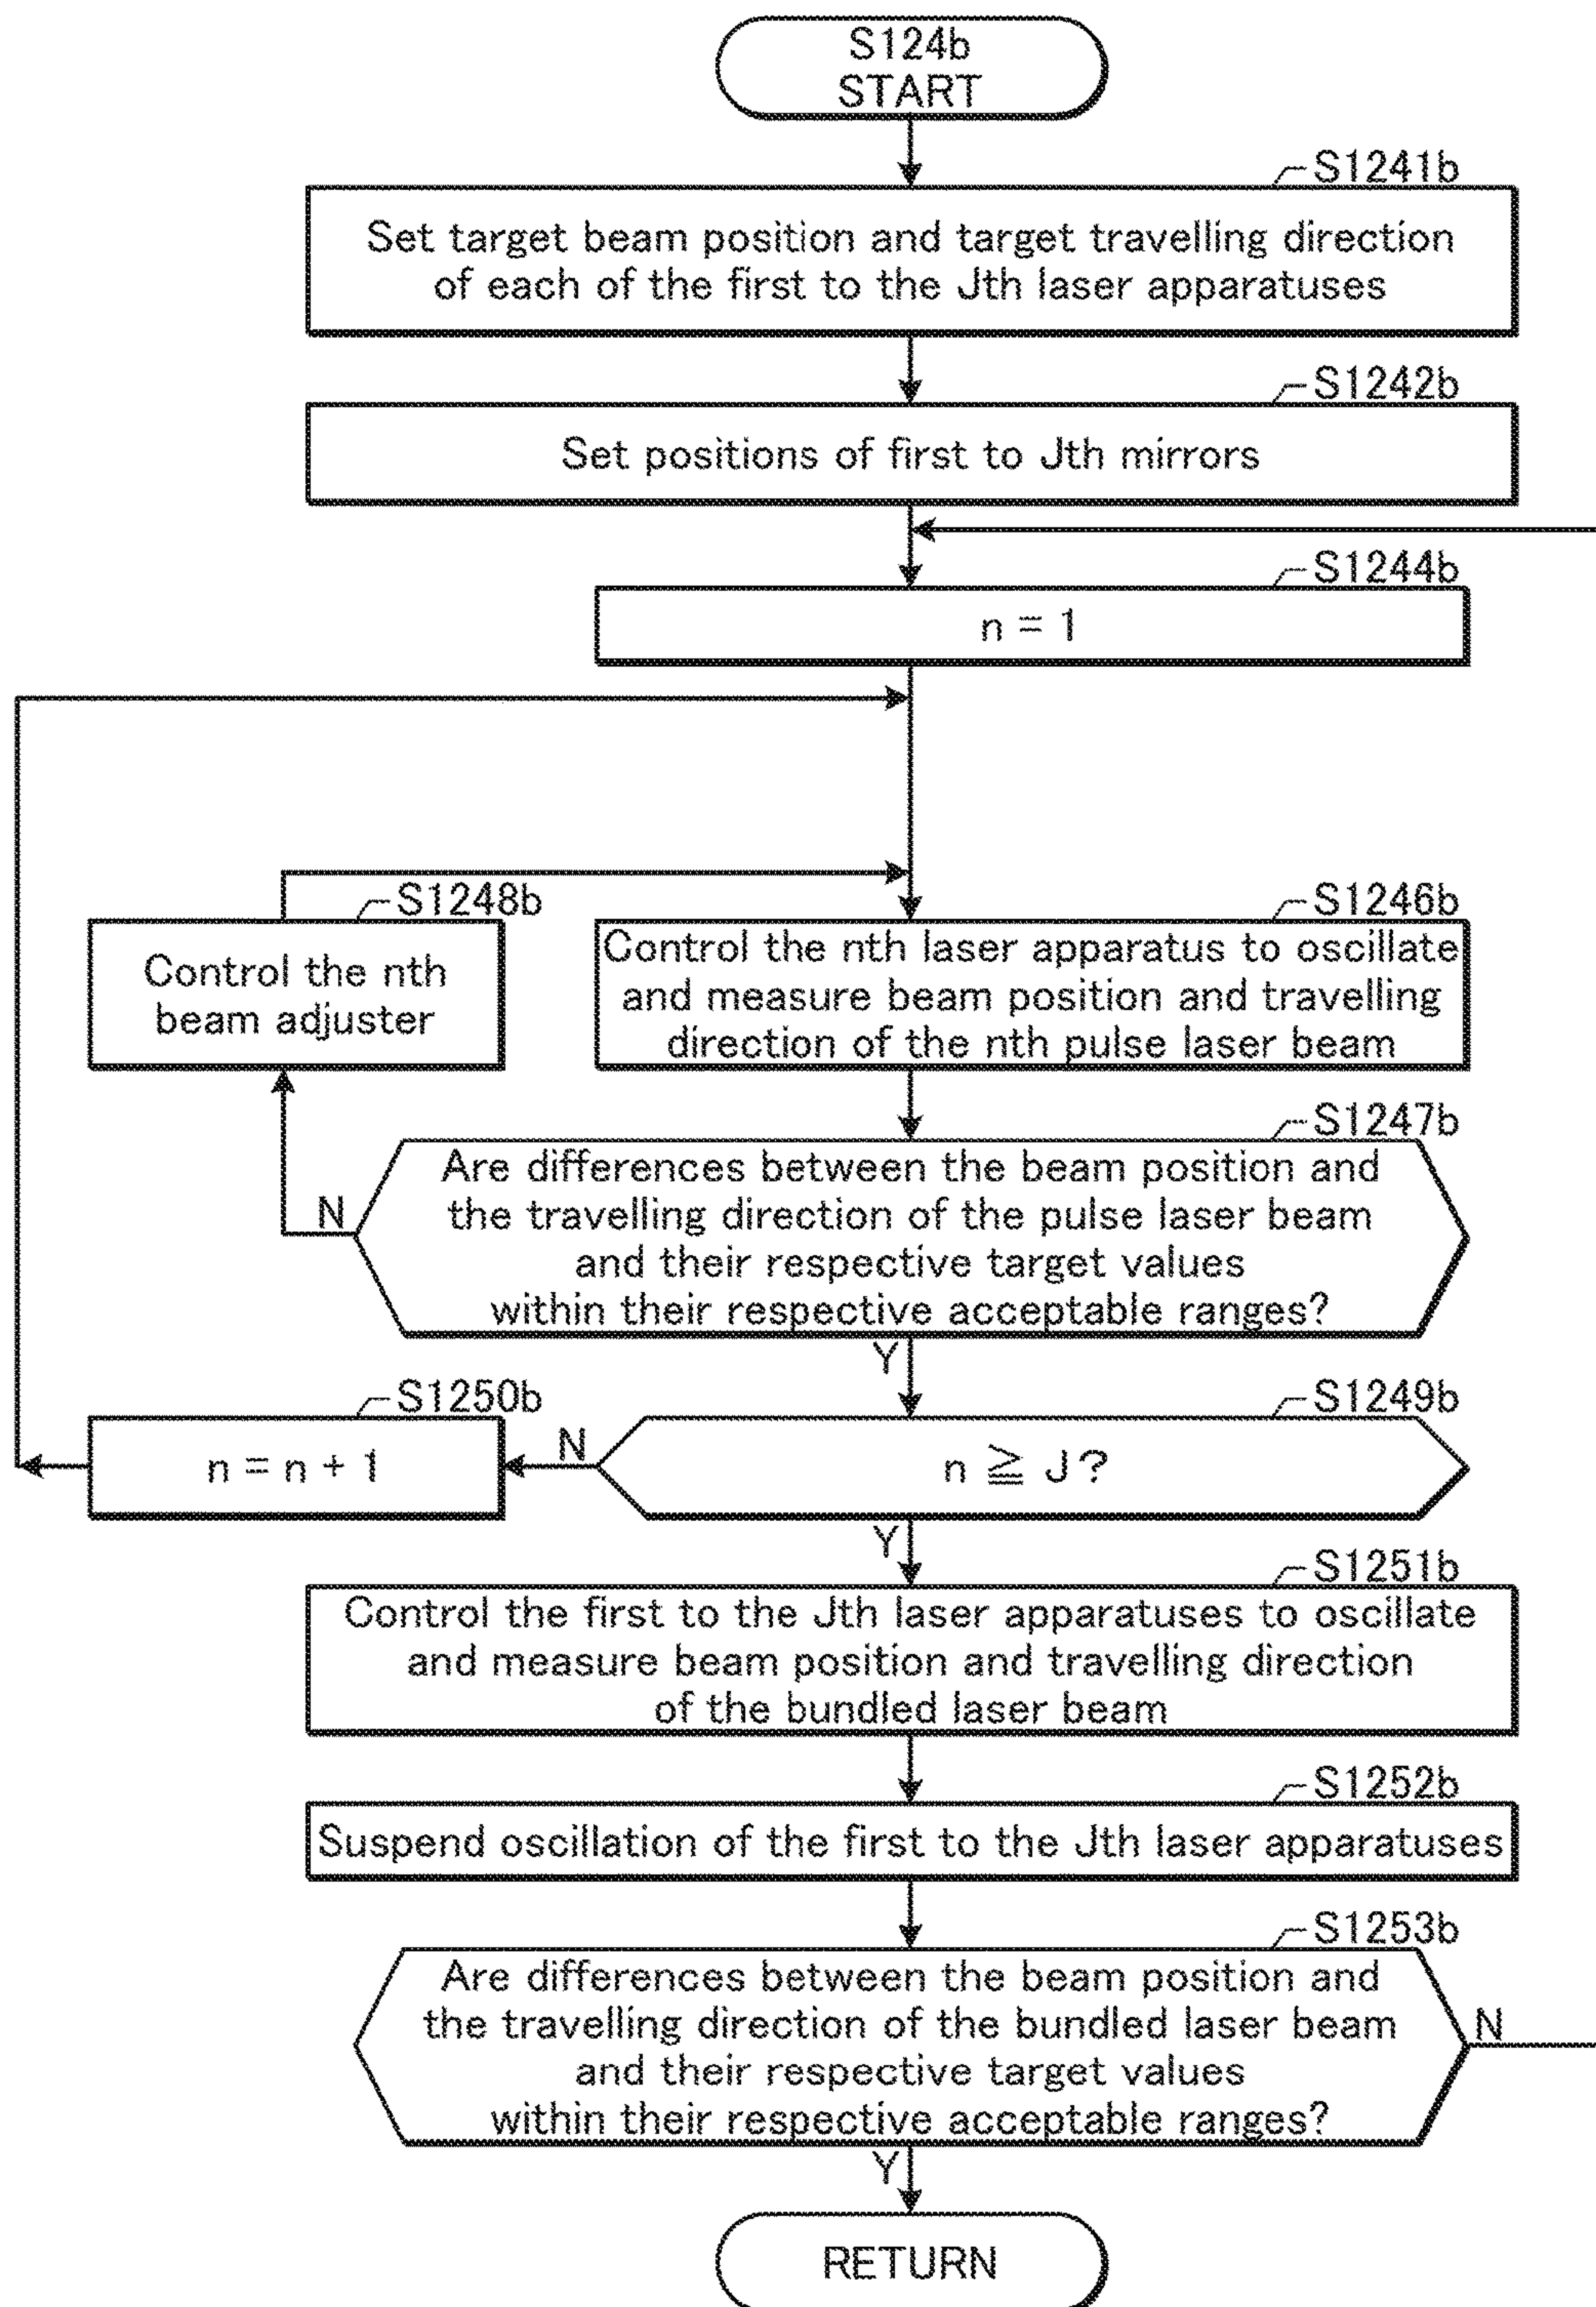 S124b
START
S1241b
Set target beam position and target travelling direction
of each of the first to the Jth laser apparatuses
S1242b
Set positions of first to Jth mirrors
S1244b
n = 1
S1248b
Control the nth
beam adjuster
S1246b
Control the nth laser apparatus to oscillate
and measure beam position and travelling
direction of the nth pulse laser beam
S1247b
Are differences between the beam position and
the travelling direction of the pulse laser beam
and their respective target values
within their respective acceptable ranges?
N
Y
S1250b
n = n + 1
S1249b
n ≧ J ?
N
Y
S1251b
Control the first to the Jth laser apparatuses to oscillate
and measure beam position and travelling direction
of the bundled laser beam
S1252b
Suspend oscillation of the first to the Jth laser apparatuses
S1253b
Are differences between the beam position and
the travelling direction of the bundled laser beam
and their respective target values
within their respective acceptable ranges?
N
Y
RETURN